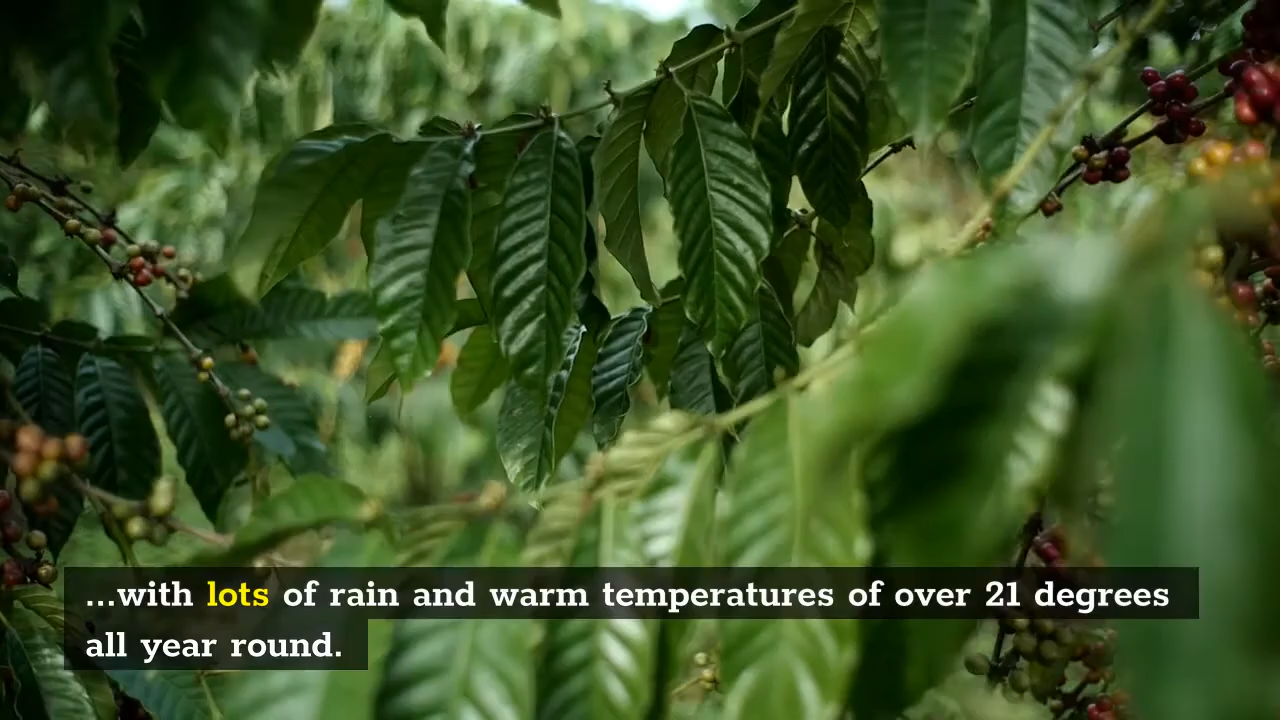 ...with lots of rain and warm temperatures of over 21 degrees
all year round.